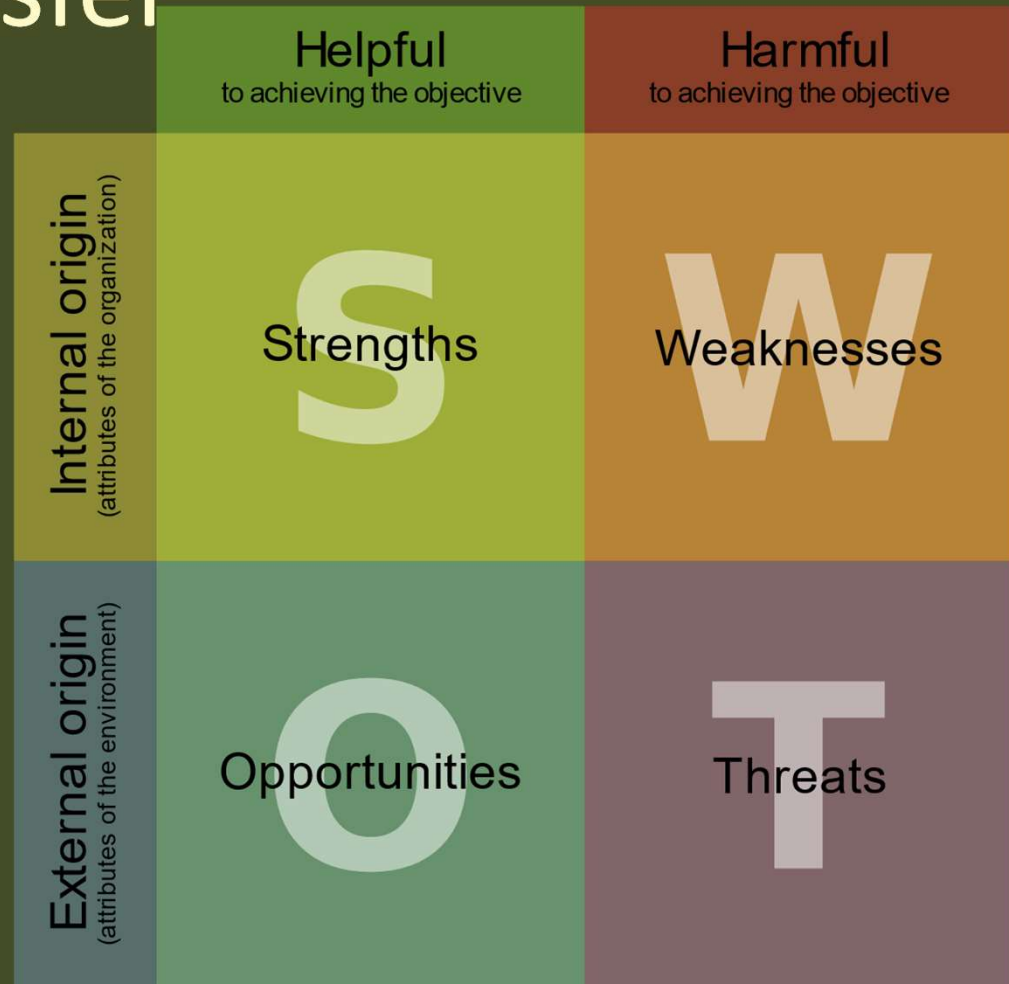 Helpful
to achieving the objective
Harmful
to achieving the objective
Internal origin
(attributes of the organization)
S
Strengths
W
Weaknesses
External origin
(attributes of the environment)
O
Opportunities
T
Threats